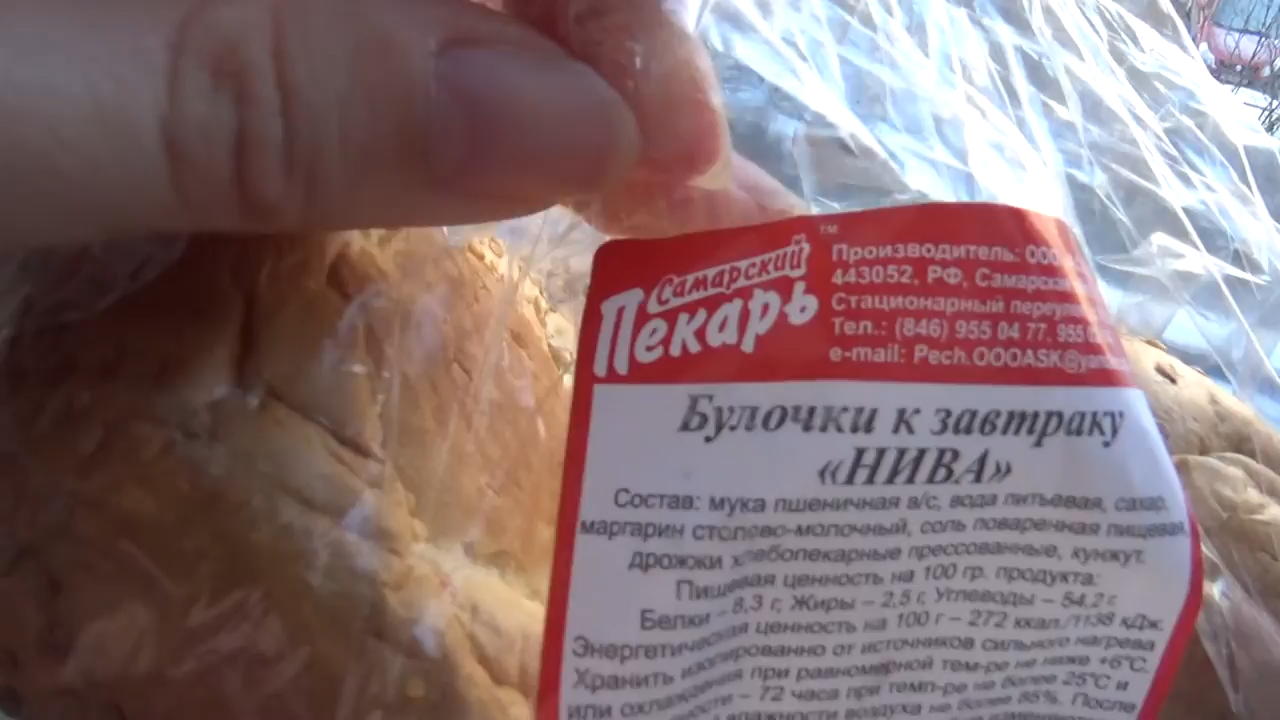 Самарский
Пекарь
TM
Производитель: ООО
443052, РФ, Самарская
Стационарный переулок
Тел.: (846) 955 04 77, 955
e-mail: Pech.OOOASK@
Булочки к завтраку
«НИВА»
Состав: мука пшеничная в/с, вода питьевая, сахар,
маргарин столово-молочный, соль поваренная пищевая,
дрожжи хлебопекарные прессованные, кунжут.
Пищевая ценность на 100 гр. продукта:
Белки – 8,3 г, Жиры – 2,5 г, Углеводы – 54,2 г.
Энергетическая ценность на 100 г – 272 ккал./1138 кДж.
Хранить изолированно от источников сильного нагрева
или охлаждения при равномерной тем-ре не ниже +6°С.
– 72 часа при темп-ре не более 25°С и
влажности воздуха не более 85%. После